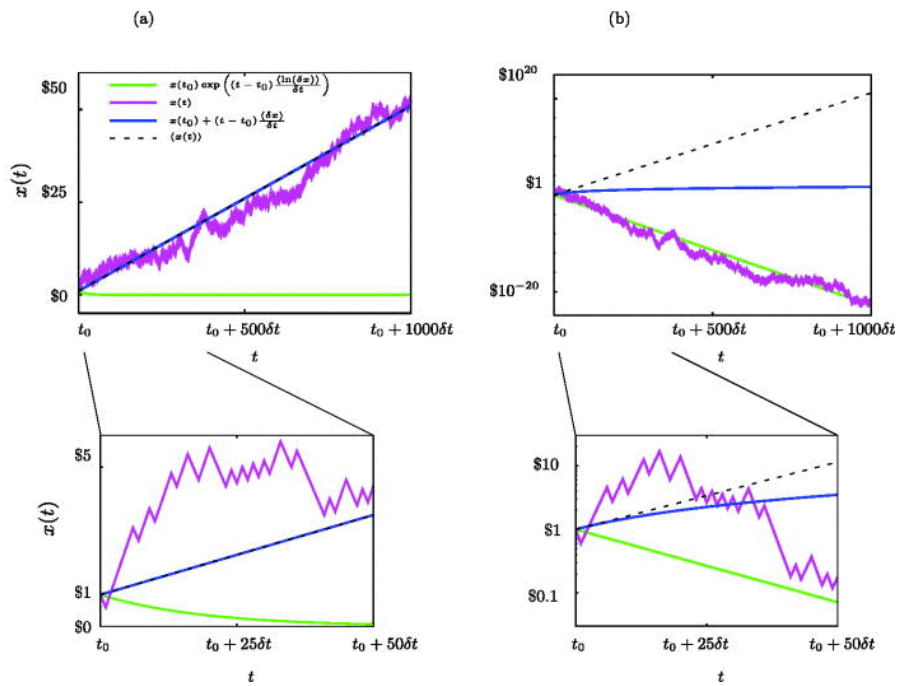 (a)
(b)
$50
$25
$0
x(t)
x(t₀) exp((t − t₀) ⟨ln(δx)⟩/δt)
x(t)
x(t₀) + (t − t₀) ⟨δx⟩/δt
⟨x(t)⟩
t₀
t₀ + 500δt
t₀ + 1000δt
t
$10²⁰
$1
$10⁻²⁰
t₀
t₀ + 500δt
t₀ + 1000δt
t
$5
$1
$0
x(t)
t₀
t₀ + 25δt
t₀ + 50δt
t
$10
$1
$0.1
t₀
t₀ + 25δt
t₀ + 50δt
t